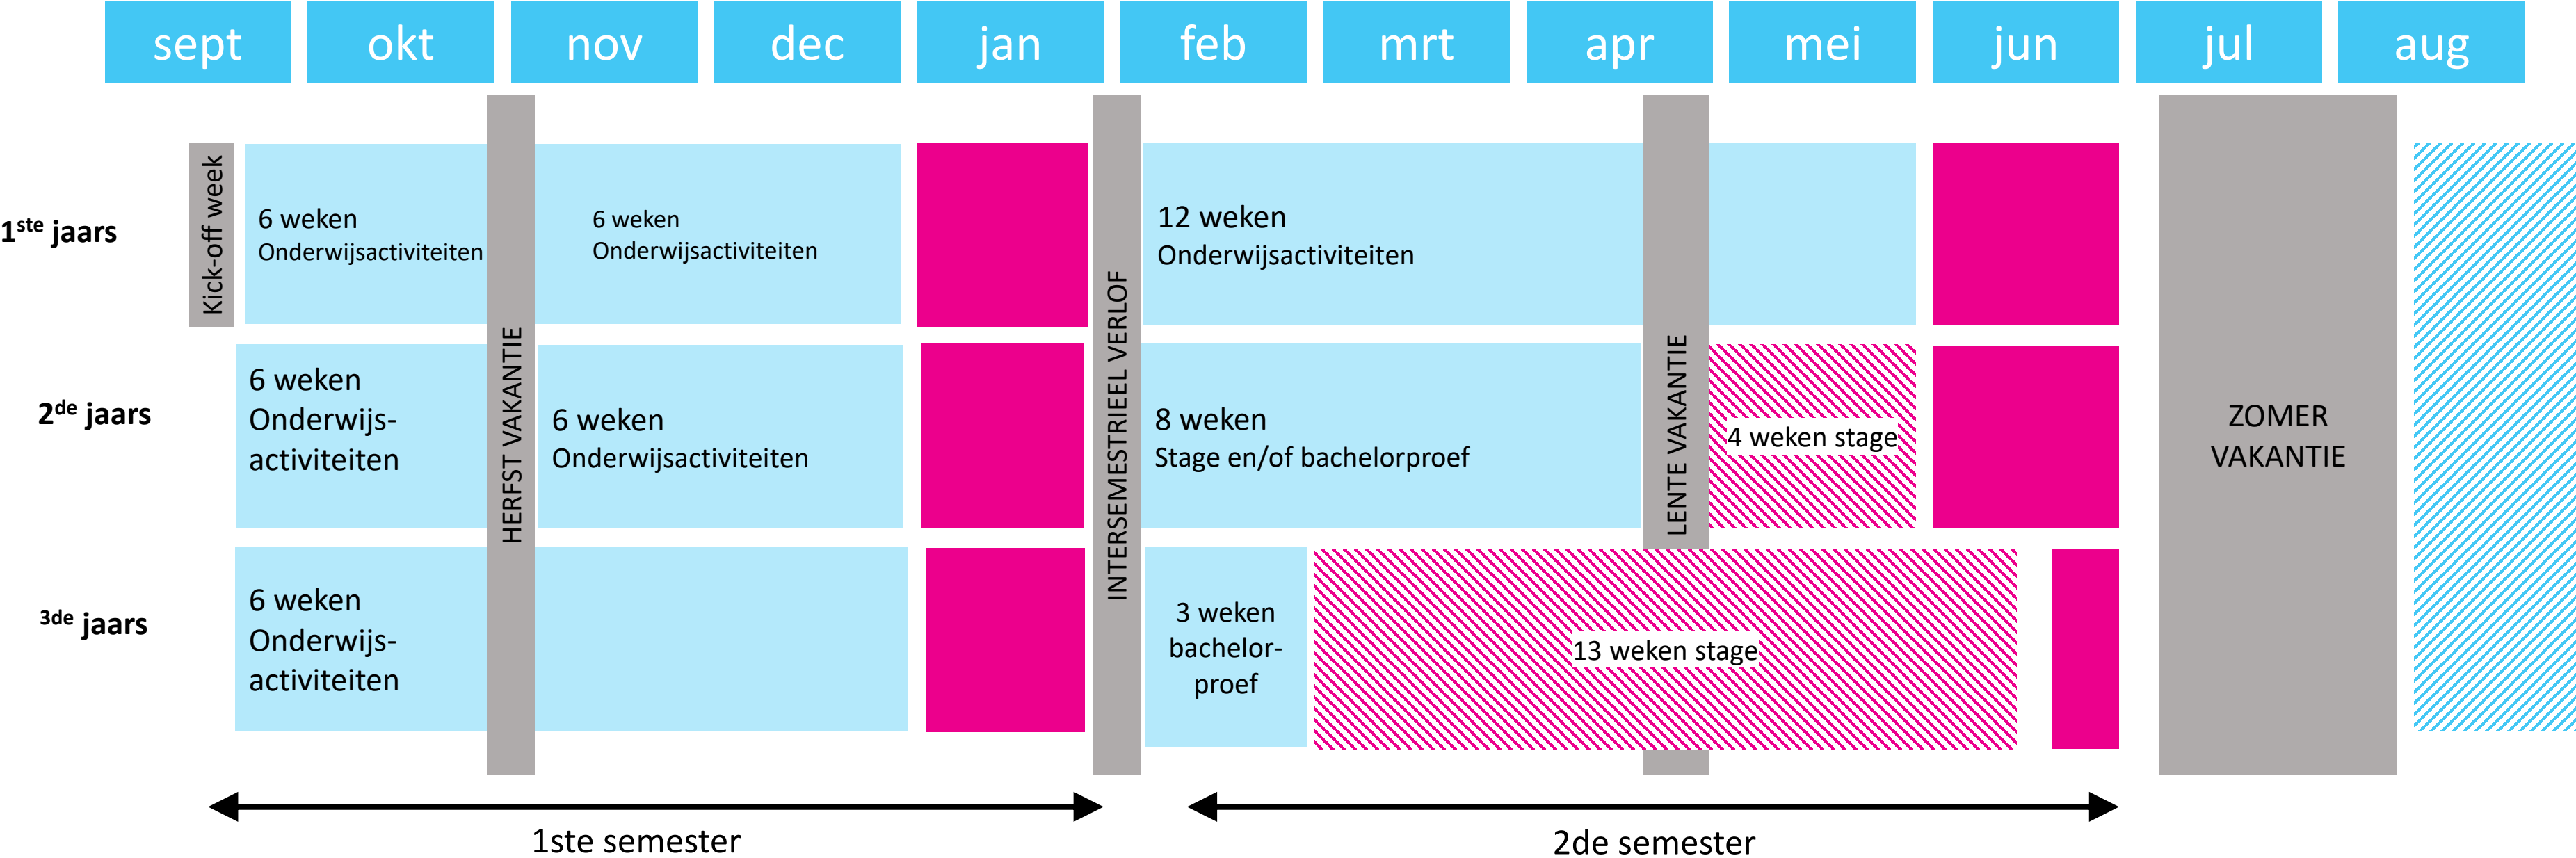 sept okt nov dec jan feb mrt apr mei jun jul aug
1ste jaars
Kick-off week
6 weken
Onderwijsactiviteiten
6 weken
Onderwijsactiviteiten
12 weken
Onderwijsactiviteiten
2de jaars
6 weken
Onderwijs-
activiteiten
HERFST VAKANTIE
6 weken
Onderwijsactiviteiten
INTERSEMESTRIEEL VERLOF
8 weken
Stage en/of bachelorproef
LENTE VAKANTIE
4 weken stage
ZOMER
VAKANTIE
3de jaars
6 weken
Onderwijs-
activiteiten
3 weken
bachelor-
proef
13 weken stage
1ste semester
2de semester